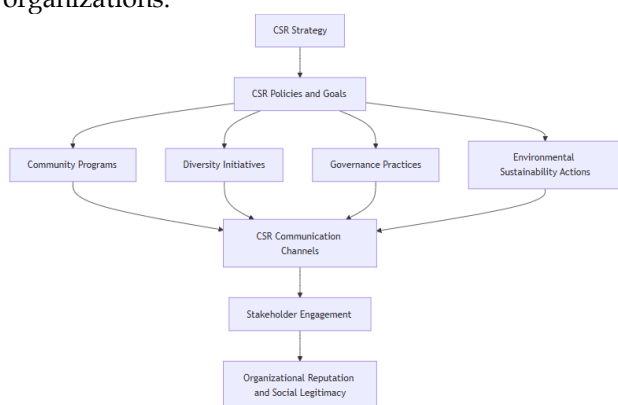 organizations.
CSR Strategy
CSR Policies and Goals
Community Programs
Diversity Initiatives
Governance Practices
Environmental
Sustainability Actions
CSR Communication
Channels
Stakeholder Engagement
Organizational Reputation
and Social Legitimacy